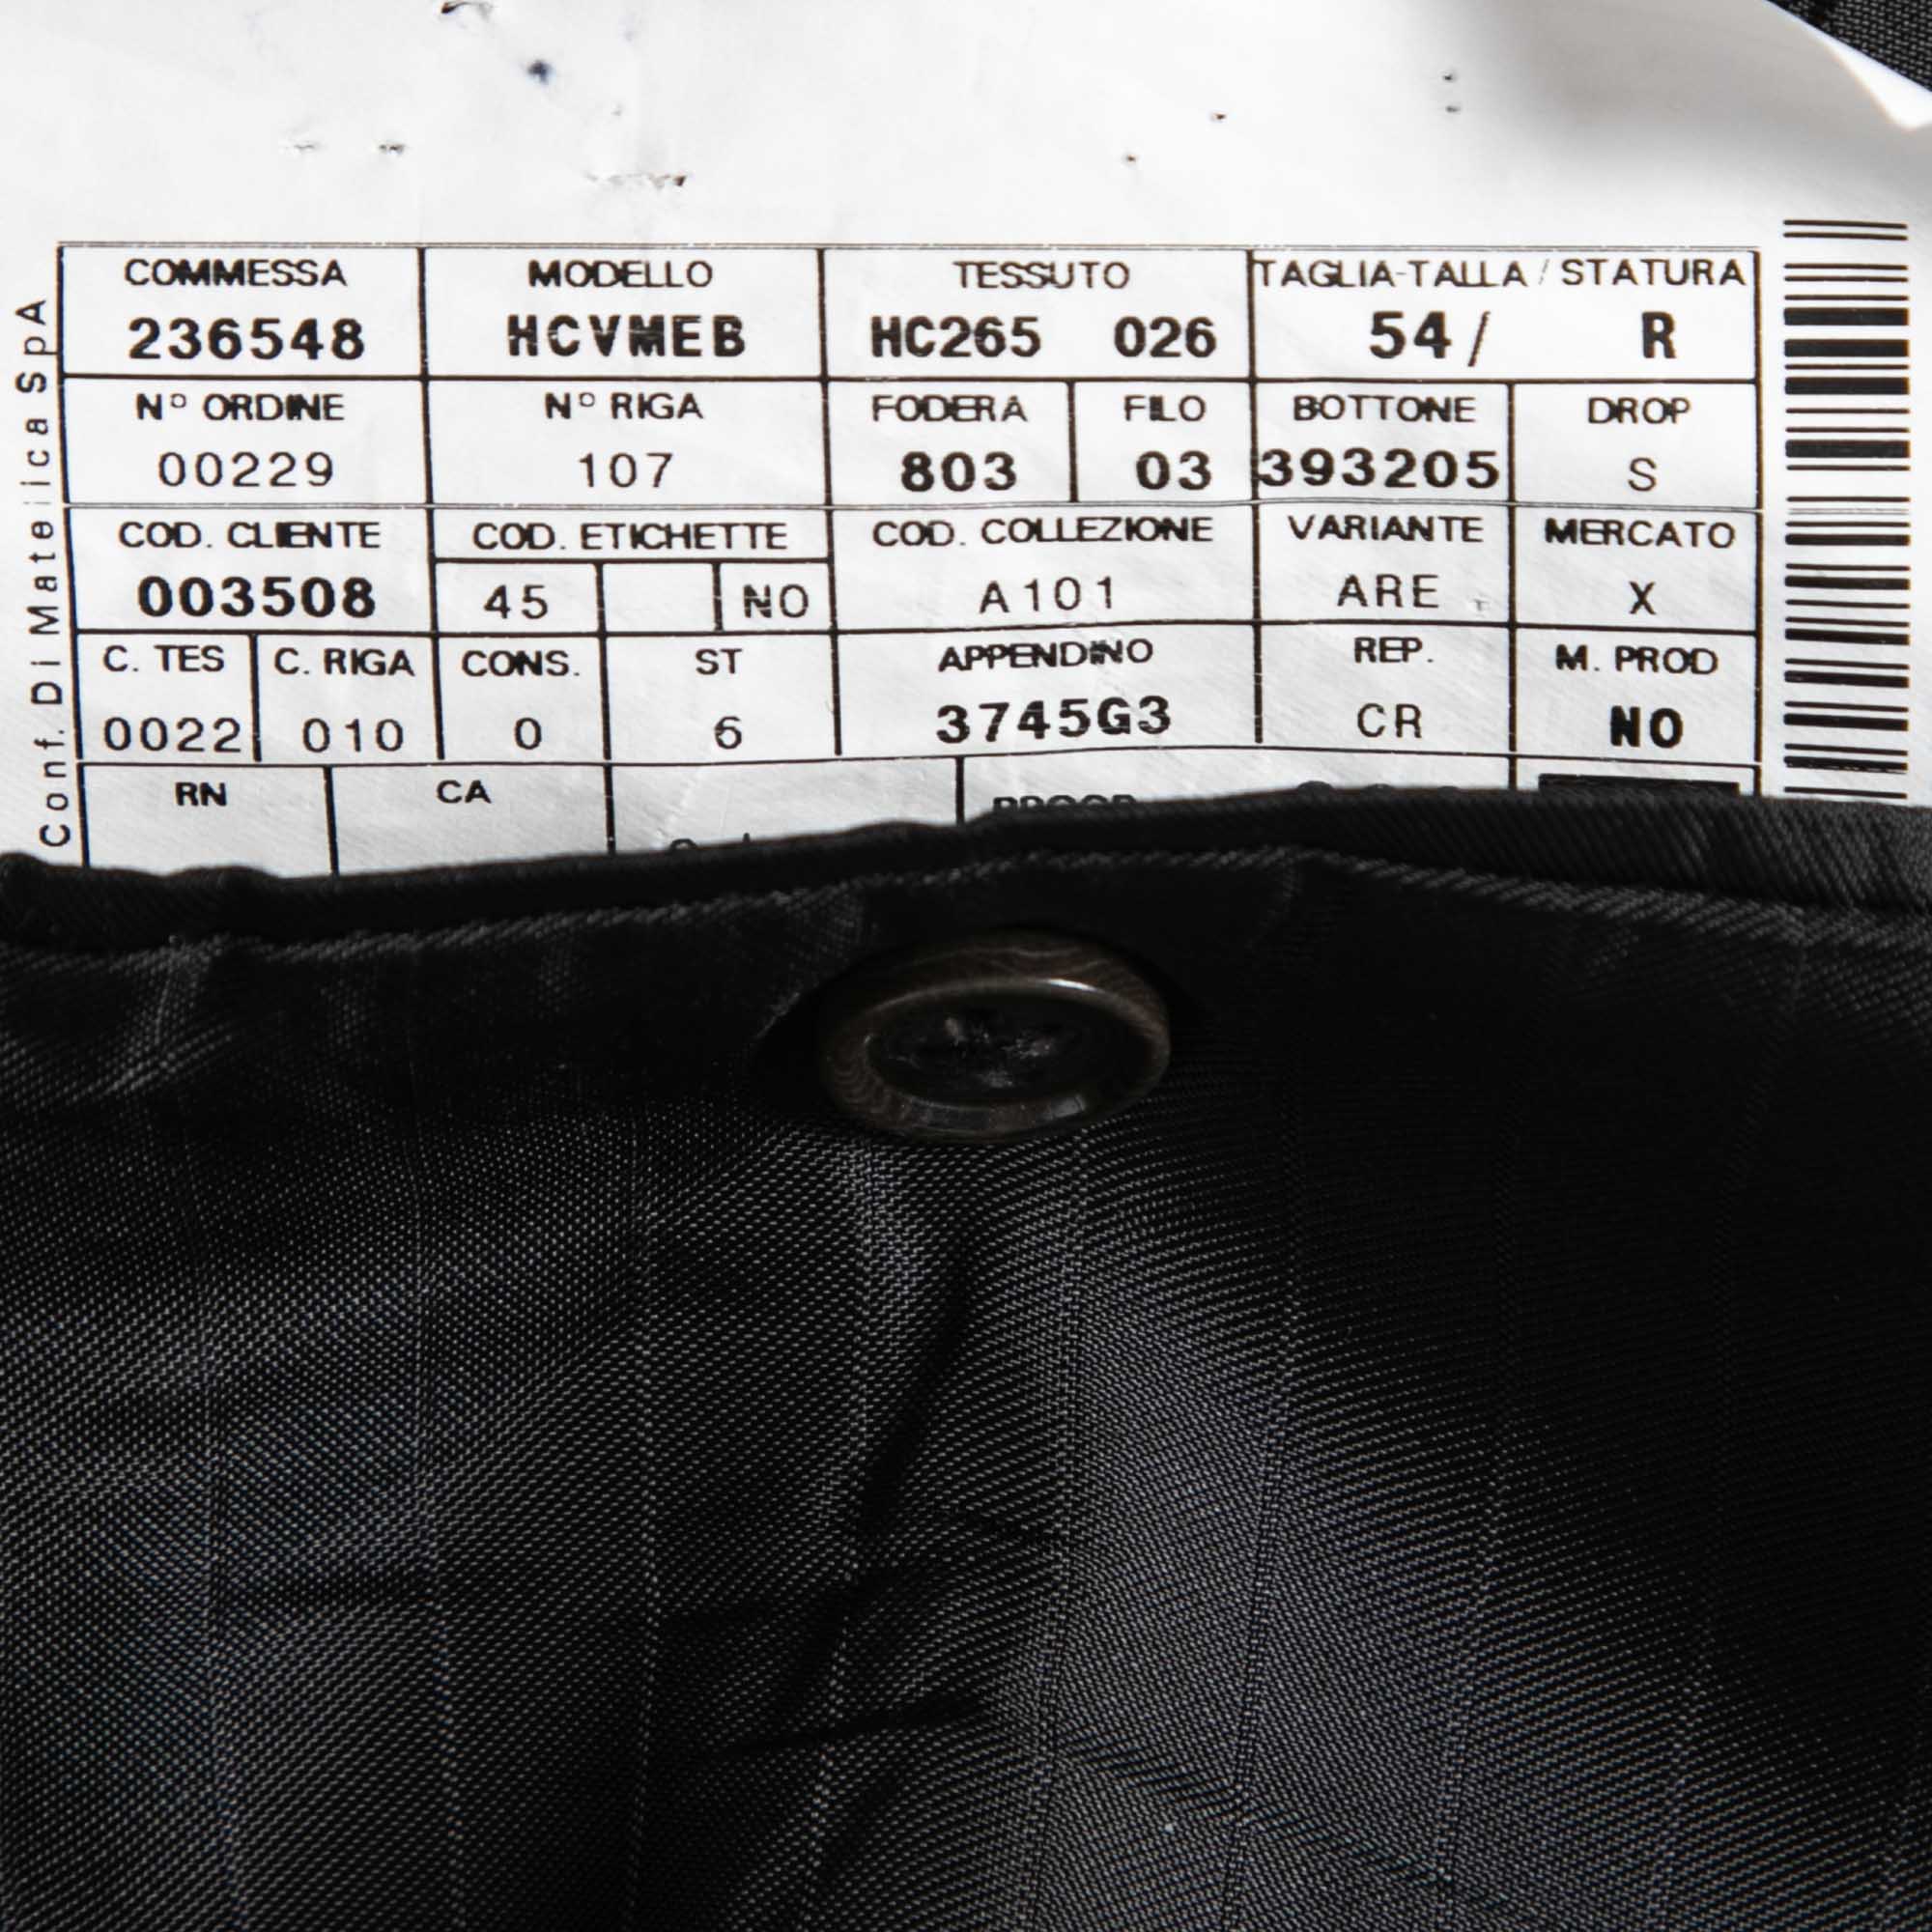 COMMESSA MODELLO TESSUTO TAGLIA-TALLA / STATURA
236548 HCVMEB HC265 026 54 / R
Nº ORDINE Nº RIGA FODERA FILO BOTTONE DROP
00229 107 803 03 393205 S
COD. CLIENTE COD. ETICHETTE COD. COLLEZIONE VARIANTE MERCATO
003508 45 NO A101 ARE X
C. TES C. RIGA CONS. ST APPENDINO REP. M. PROD
0022 010 0 6 3745G3 CR NO
RN CA
Conf. Di Matelica SpA